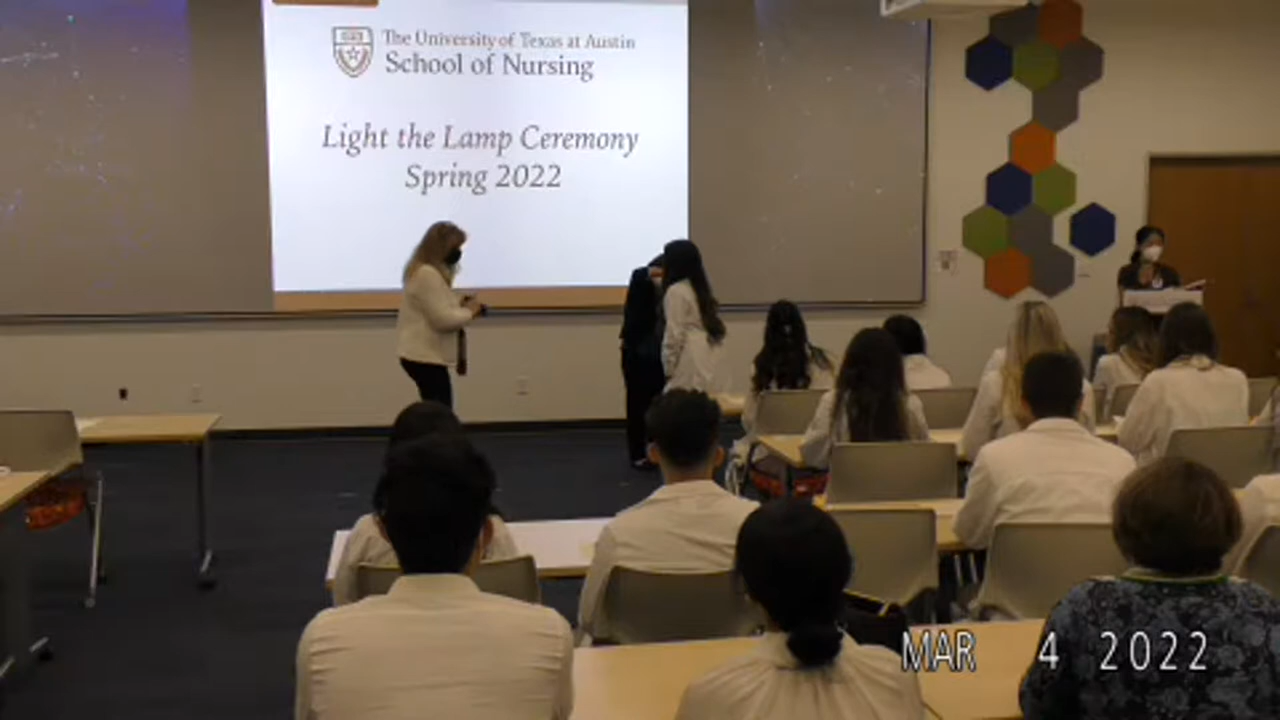 The University of Texas at Austin
School of Nursing
Light the Lamp Ceremony
Spring 2022
MAR 4 2022